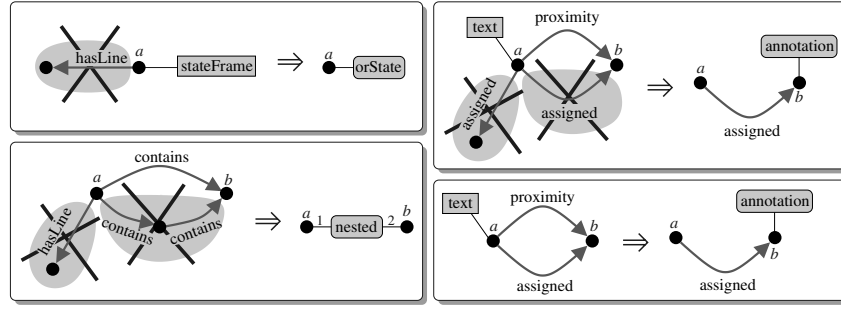 hasLine a stateFrame ⇒ a orState
text proximity a b assigned assigned ⇒ annotation a b assigned
contains a b hasLine contains contains ⇒ a 1 nested 2 b
text proximity a b assigned ⇒ annotation a b assigned